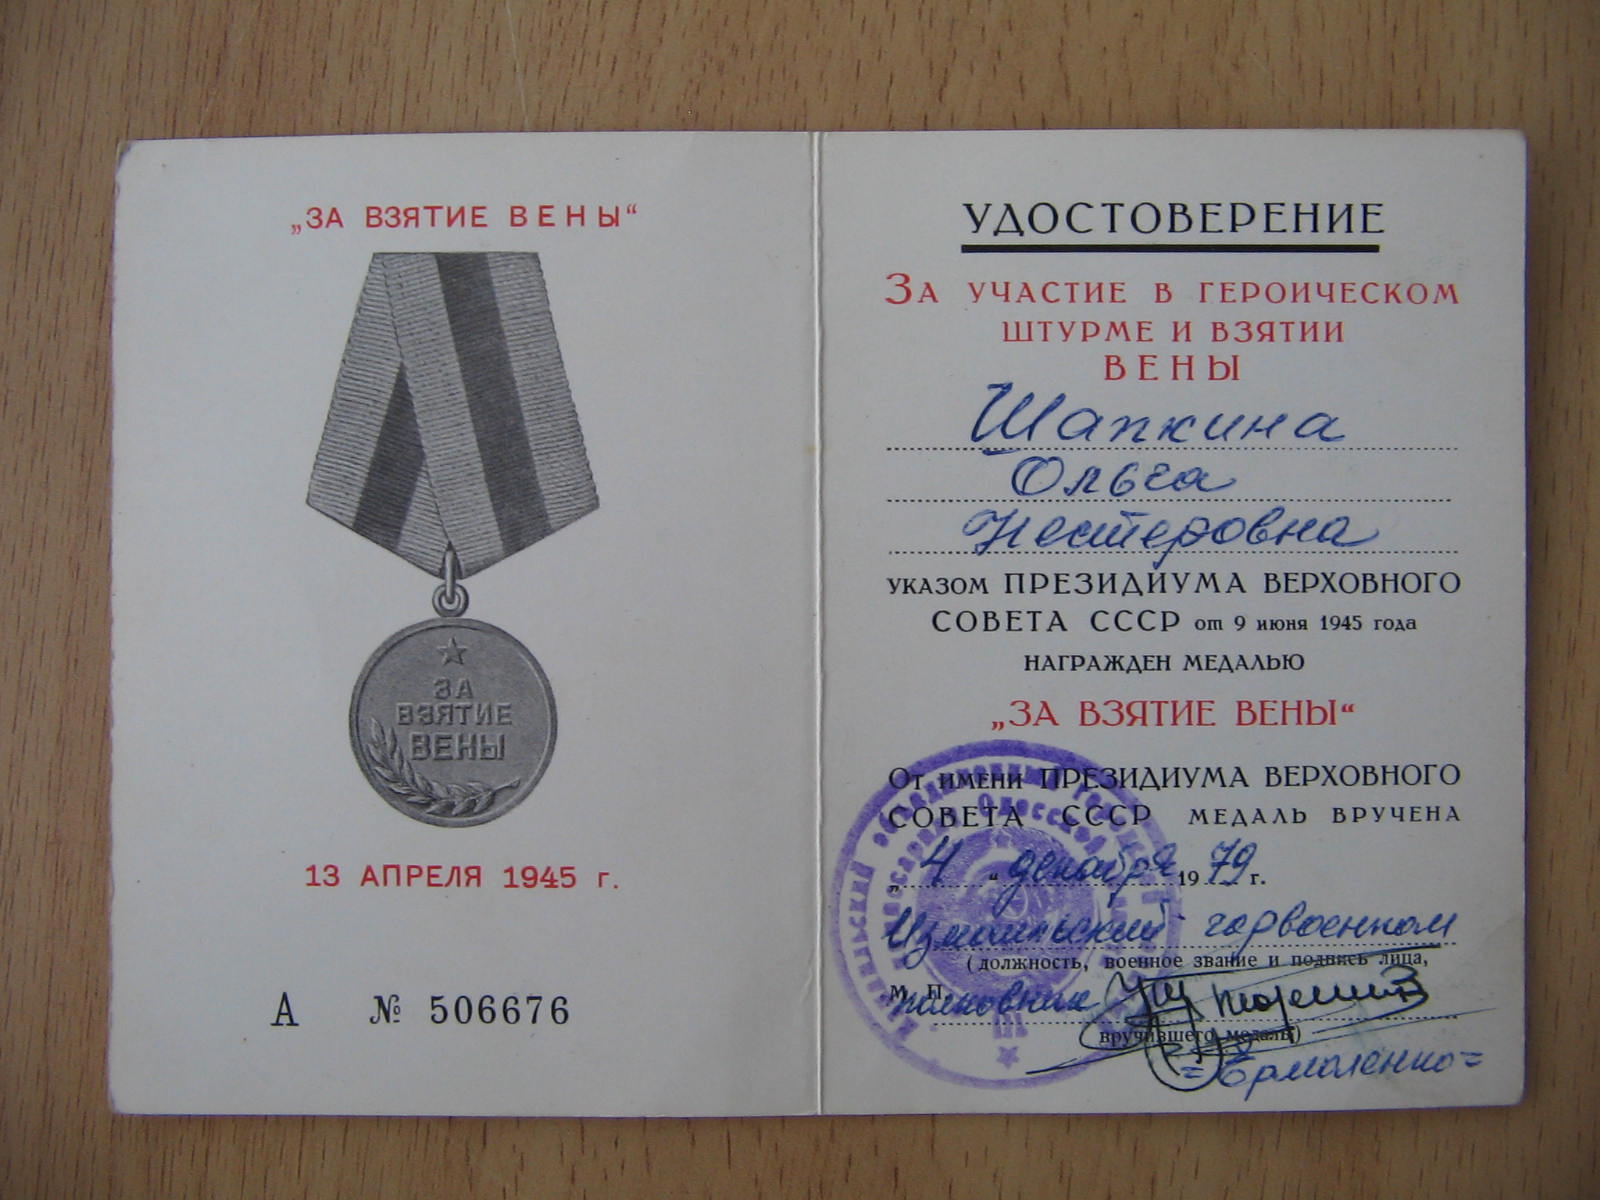 „ЗА ВЗЯТИЕ ВЕНЫ“
ЗА
ВЗЯТИЕ
ВЕНЫ
13 АПРЕЛЯ 1945 г.
А № 506676
УДОСТОВЕРЕНИЕ
ЗА УЧАСТИЕ В ГЕРОИЧЕСКОМ
ШТУРМЕ И ВЗЯТИИ
ВЕНЫ
Шапкина
Ольга
Нестеровна
УКАЗОМ ПРЕЗИДИУМА ВЕРХОВНОГО
СОВЕТА СССР от 9 июня 1945 года
НАГРАЖДЕН МЕДАЛЬЮ
„ЗА ВЗЯТИЕ ВЕНЫ“
ОТ ИМЕНИ ПРЕЗИДИУМА ВЕРХОВНОГО
СОВЕТА СССР МЕДАЛЬ ВРУЧЕНА
„4“ декабря 1979 г.
Измаильский горвоенком
(должность, военное звание и подпись лица,
М. П. полковник
вручившего медаль)
=Ермоленко=